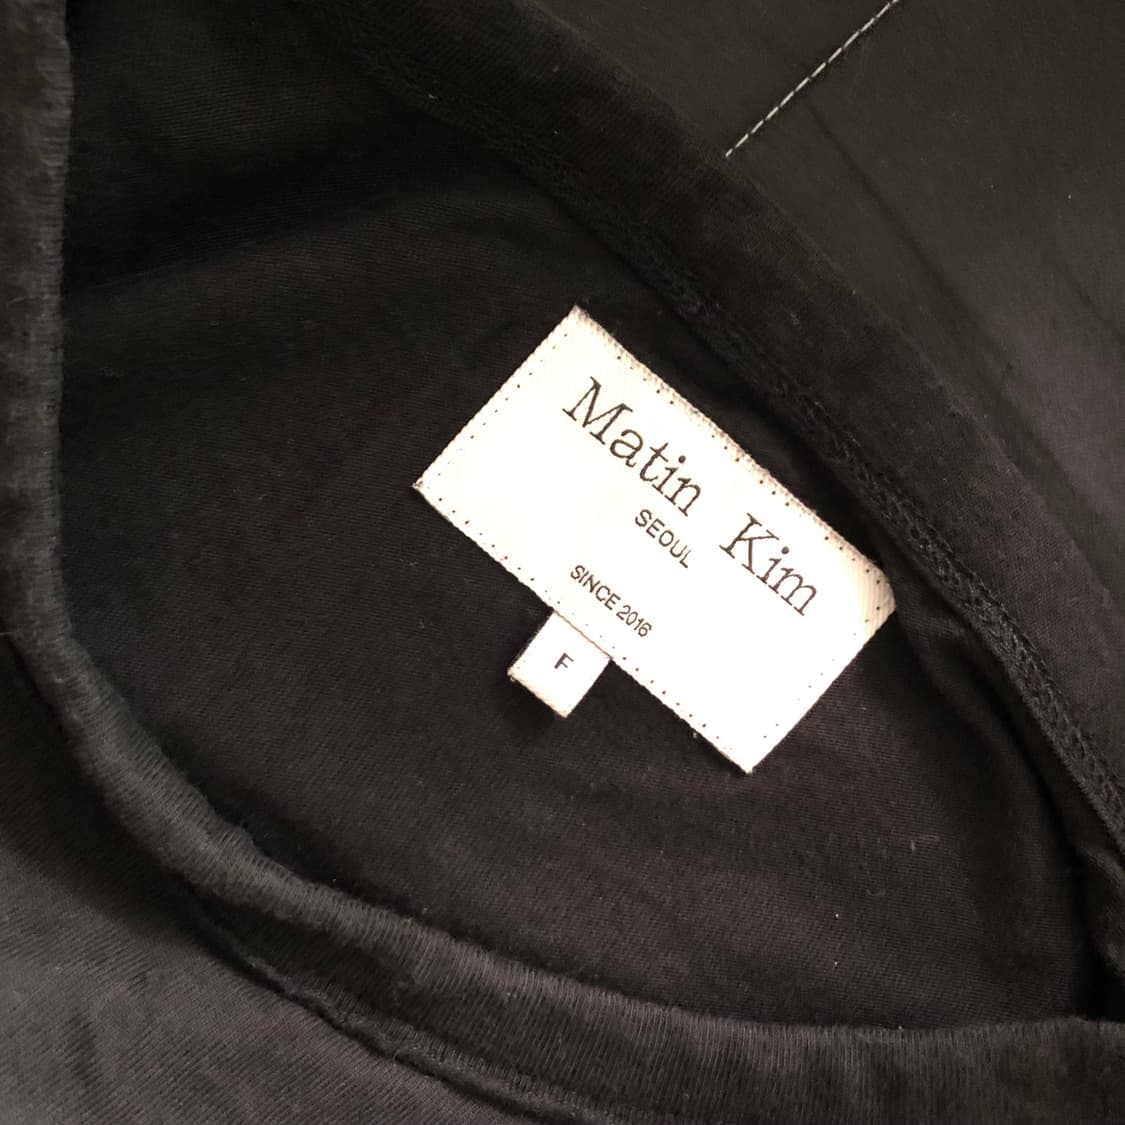 Matin Kim
SEOUL
SINCE 2016
F